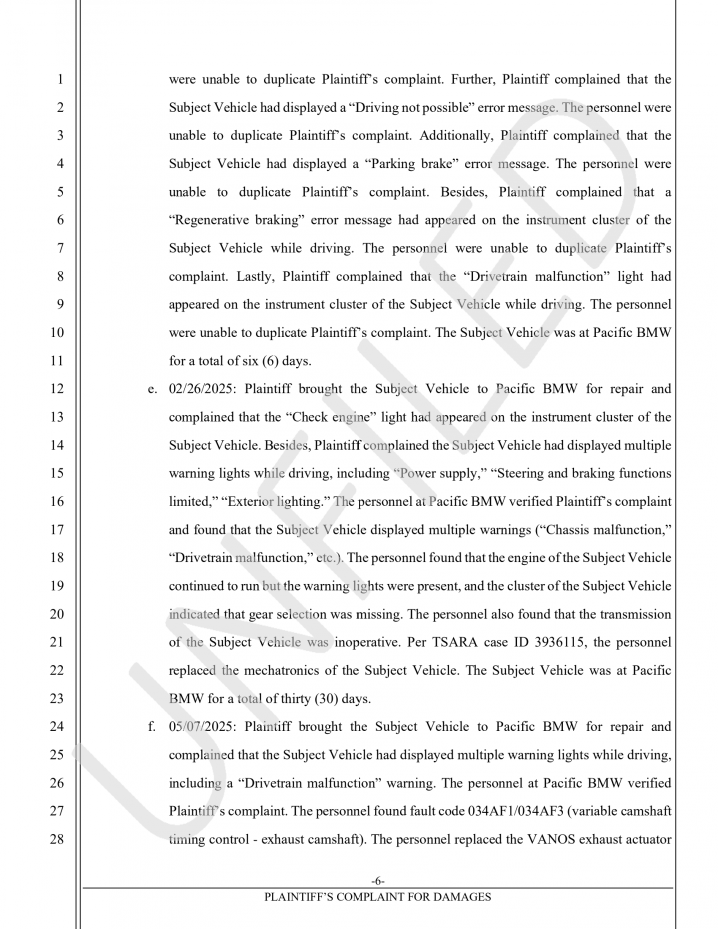 1 were unable to duplicate Plaintiff’s complaint. Further, Plaintiff complained that the
2 Subject Vehicle had displayed a “Driving not possible” error message. The personnel were
3 unable to duplicate Plaintiff’s complaint. Additionally, Plaintiff complained that the
4 Subject Vehicle had displayed a “Parking brake” error message. The personnel were
5 unable to duplicate Plaintiff’s complaint. Besides, Plaintiff complained that a
6 “Regenerative braking” error message had appeared on the instrument cluster of the
7 Subject Vehicle while driving. The personnel were unable to duplicate Plaintiff’s
8 complaint. Lastly, Plaintiff complained that the “Drivetrain malfunction” light had
9 appeared on the instrument cluster of the Subject Vehicle while driving. The personnel
10 were unable to duplicate Plaintiff’s complaint. The Subject Vehicle was at Pacific BMW
11 for a total of six (6) days.
12 e. 02/26/2025: Plaintiff brought the Subject Vehicle to Pacific BMW for repair and
13 complained that the “Check engine” light had appeared on the instrument cluster of the
14 Subject Vehicle. Besides, Plaintiff complained the Subject Vehicle had displayed multiple
15 warning lights while driving, including “Power supply,” “Steering and braking functions
16 limited,” “Exterior lighting.” The personnel at Pacific BMW verified Plaintiff’s complaint
17 and found that the Subject Vehicle displayed multiple warnings (“Chassis malfunction,”
18 “Drivetrain malfunction,” etc.). The personnel found that the engine of the Subject Vehicle
19 continued to run but the warning lights were present, and the cluster of the Subject Vehicle
20 indicated that gear selection was missing. The personnel also found that the transmission
21 of the Subject Vehicle was inoperative. Per TSARA case ID 3936115, the personnel
22 replaced the mechatronics of the Subject Vehicle. The Subject Vehicle was at Pacific
23 BMW for a total of thirty (30) days.
24 f. 05/07/2025: Plaintiff brought the Subject Vehicle to Pacific BMW for repair and
25 complained that the Subject Vehicle had displayed multiple warning lights while driving,
26 including a “Drivetrain malfunction” warning. The personnel at Pacific BMW verified
27 Plaintiff’s complaint. The personnel found fault code 034AF1/034AF3 (variable camshaft
28 timing control - exhaust camshaft). The personnel replaced the VANOS exhaust actuator
-6-
PLAINTIFF’S COMPLAINT FOR DAMAGES
UNFILED